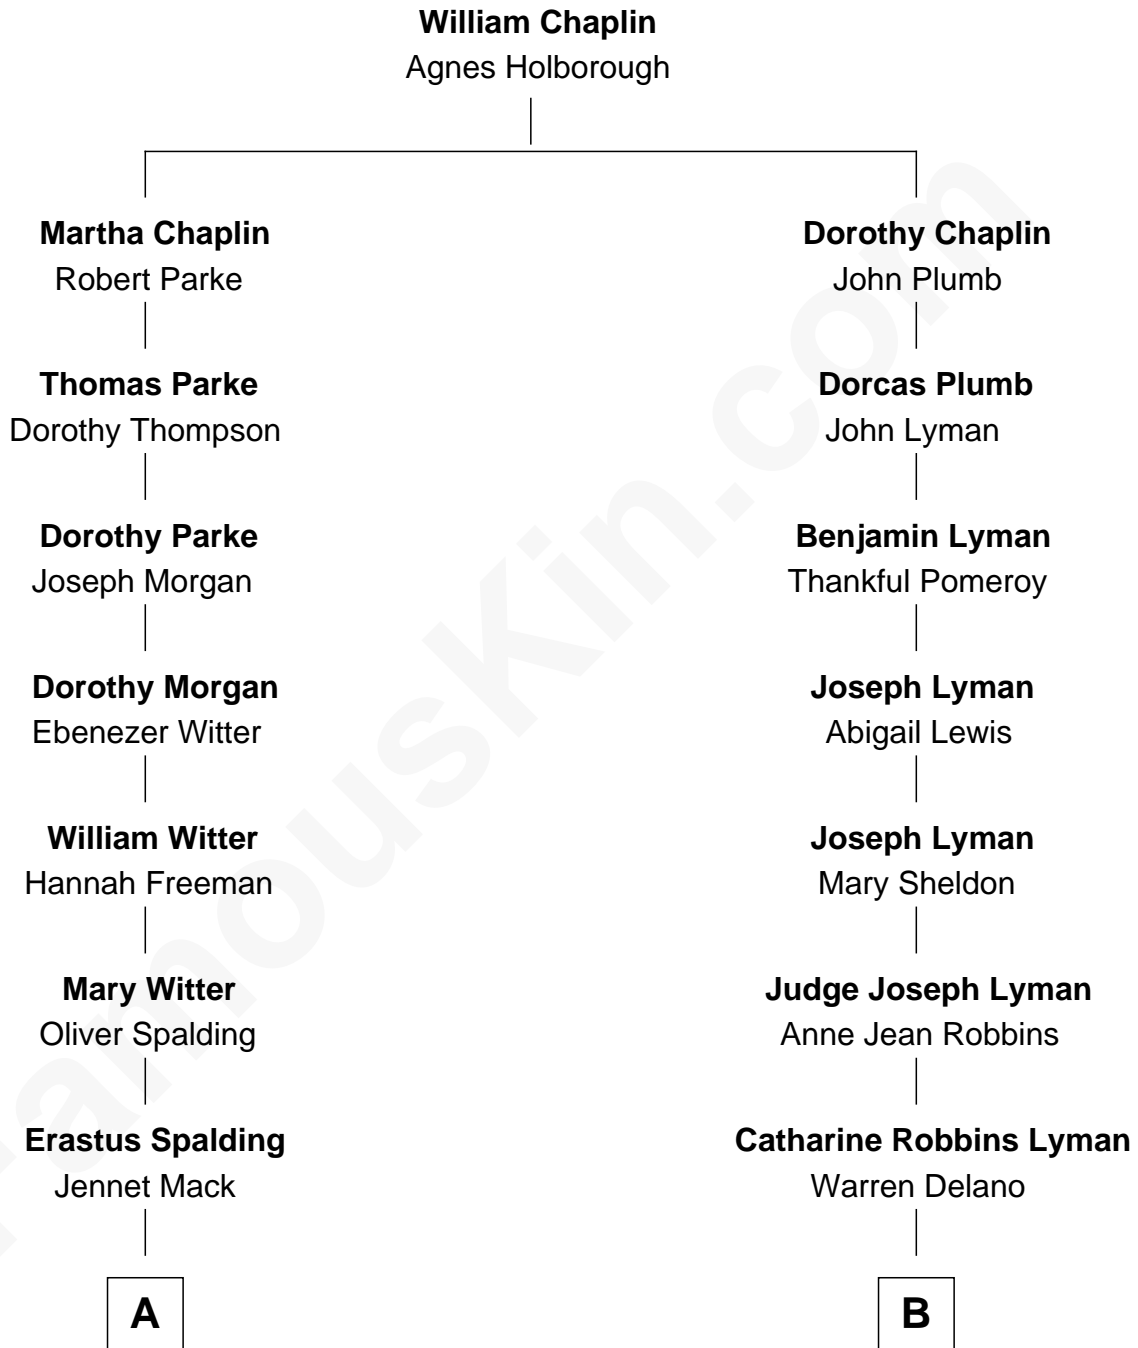 William Chaplin
Agnes Holborough
Martha Chaplin
Robert Parke
Dorothy Chaplin
John Plumb
Thomas Parke
Dorothy Thompson
Dorcas Plumb
John Lyman
Dorothy Parke
Joseph Morgan
Benjamin Lyman
Thankful Pomeroy
Dorothy Morgan
Ebenezer Witter
Joseph Lyman
Abigail Lewis
William Witter
Hannah Freeman
Joseph Lyman
Mary Sheldon
Mary Witter
Oliver Spalding
Judge Joseph Lyman
Anne Jean Robbins
Erastus Spalding
Jennet Mack
Catharine Robbins Lyman
Warren Delano
A
B
FamousKin.com